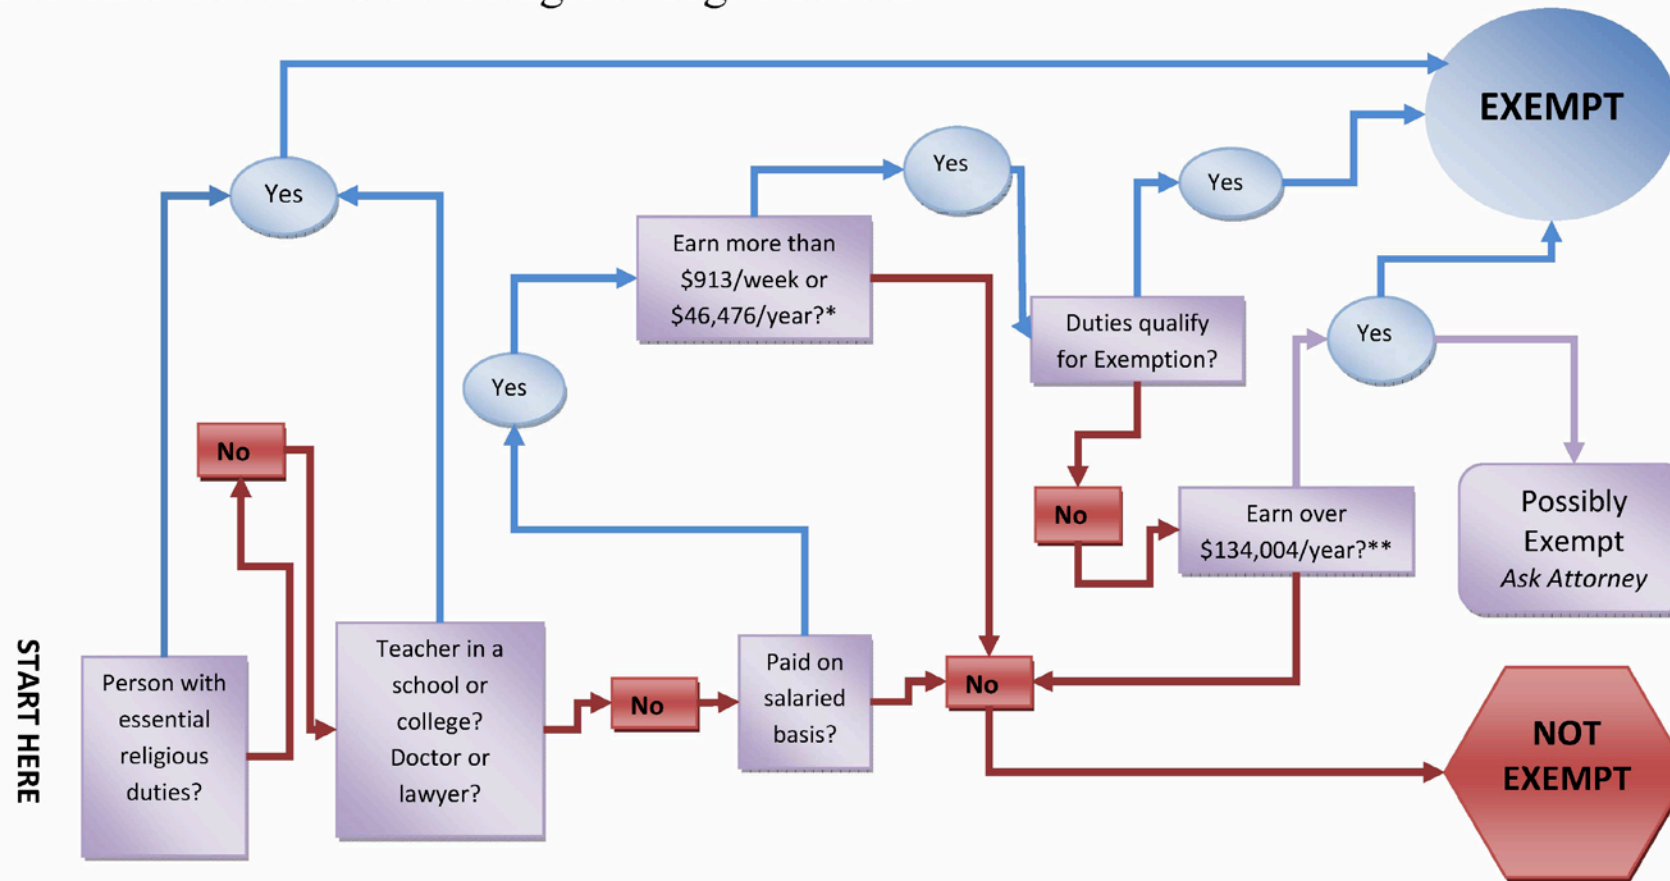 EXEMPT
Yes
Yes
Yes
Earn more than
$913/week or
$46,476/year?*
Duties qualify
for Exemption?
Yes
Yes
No
No
Earn over
$134,004/year?**
Possibly
Exempt
Ask Attorney
START HERE
Person with
essential
religious
duties?
Teacher in a
school or
college?
Doctor or
lawyer?
No
Paid on
salaried
basis?
No
NOT
EXEMPT